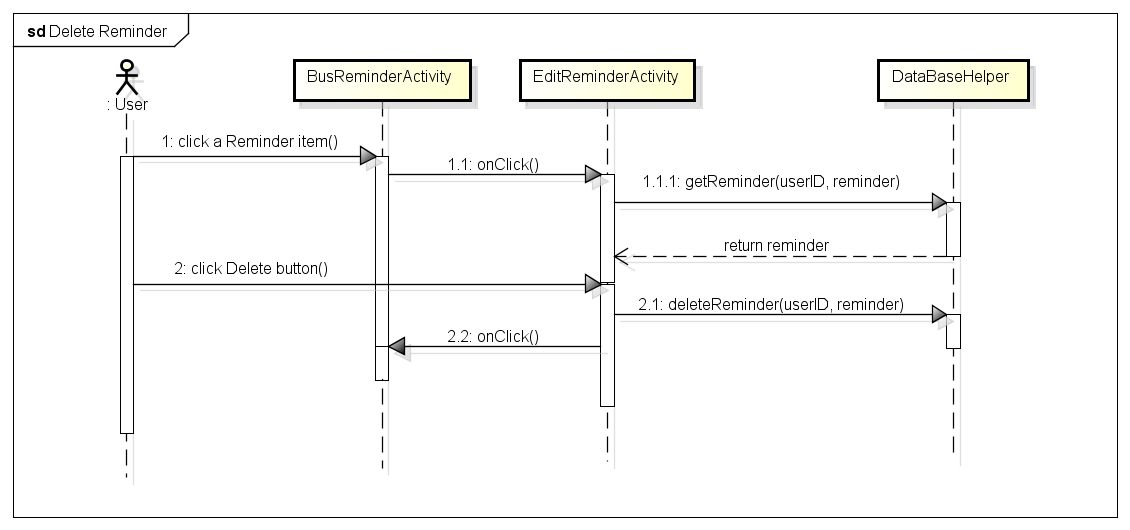 sd Delete Reminder
: User
BusReminderActivity
EditReminderActivity
DataBaseHelper
1: click a Reminder item()
1.1: onClick()
1.1.1: getReminder(userID, reminder)
return reminder
2: click Delete button()
2.1: deleteReminder(userID, reminder)
2.2: onClick()